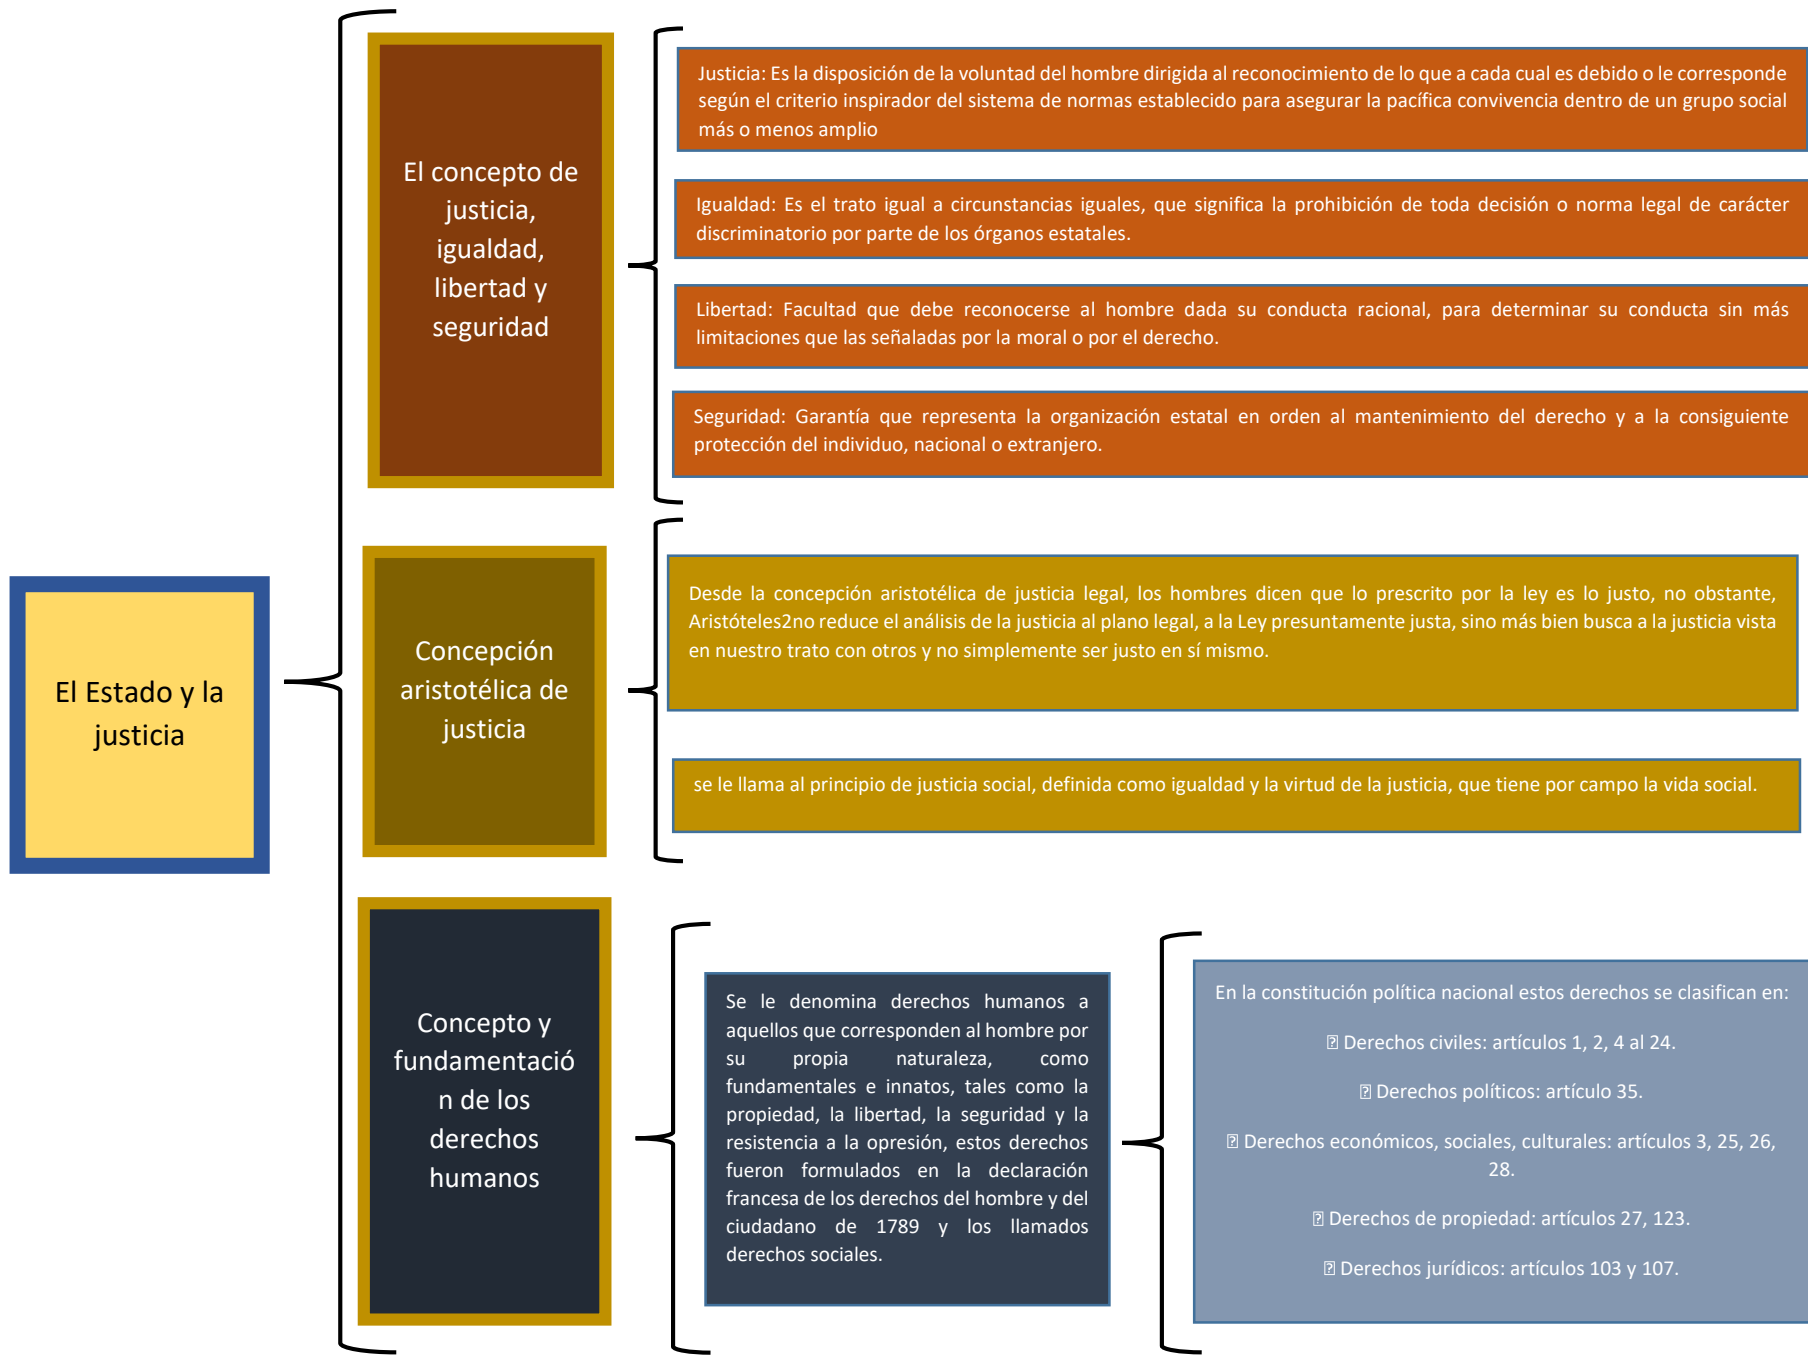 El Estado y la
justicia
El concepto de
justicia,
igualdad,
libertad y
seguridad
Justicia: Es la disposición de la voluntad del hombre dirigida al reconocimiento de lo que a cada cual es debido o le corresponde
según el criterio inspirador del sistema de normas establecido para asegurar la pacífica convivencia dentro de un grupo social
más o menos amplio
Igualdad: Es el trato igual a circunstancias iguales, que significa la prohibición de toda decisión o norma legal de carácter
discriminatorio por parte de los órganos estatales.
Libertad: Facultad que debe reconocerse al hombre dada su conducta racional, para determinar su conducta sin más
limitaciones que las señaladas por la moral o por el derecho.
Seguridad: Garantía que representa la organización estatal en orden al mantenimiento del derecho y a la consiguiente
protección del individuo, nacional o extranjero.
Concepción
aristotélica de
justicia
Desde la concepción aristotélica de justicia legal, los hombres dicen que lo prescrito por la ley es lo justo, no obstante,
Aristóteles2no reduce el análisis de la justicia al plano legal, a la Ley presuntamente justa, sino más bien busca a la justicia vista
en nuestro trato con otros y no simplemente ser justo en sí mismo.
se le llama al principio de justicia social, definida como igualdad y la virtud de la justicia, que tiene por campo la vida social.
Concepto y
fundamentació
n de los
derechos
humanos
Se le denomina derechos humanos a
aquellos que corresponden al hombre por
su propia naturaleza, como
fundamentales e innatos, tales como la
propiedad, la libertad, la seguridad y la
resistencia a la opresión, estos derechos
fueron formulados en la declaración
francesa de los derechos del hombre y del
ciudadano de 1789 y los llamados
derechos sociales.
En la constitución política nacional estos derechos se clasifican en:
⍰ Derechos civiles: artículos 1, 2, 4 al 24.
⍰ Derechos políticos: artículo 35.
⍰ Derechos económicos, sociales, culturales: artículos 3, 25, 26,
28.
⍰ Derechos de propiedad: artículos 27, 123.
⍰ Derechos jurídicos: artículos 103 y 107.